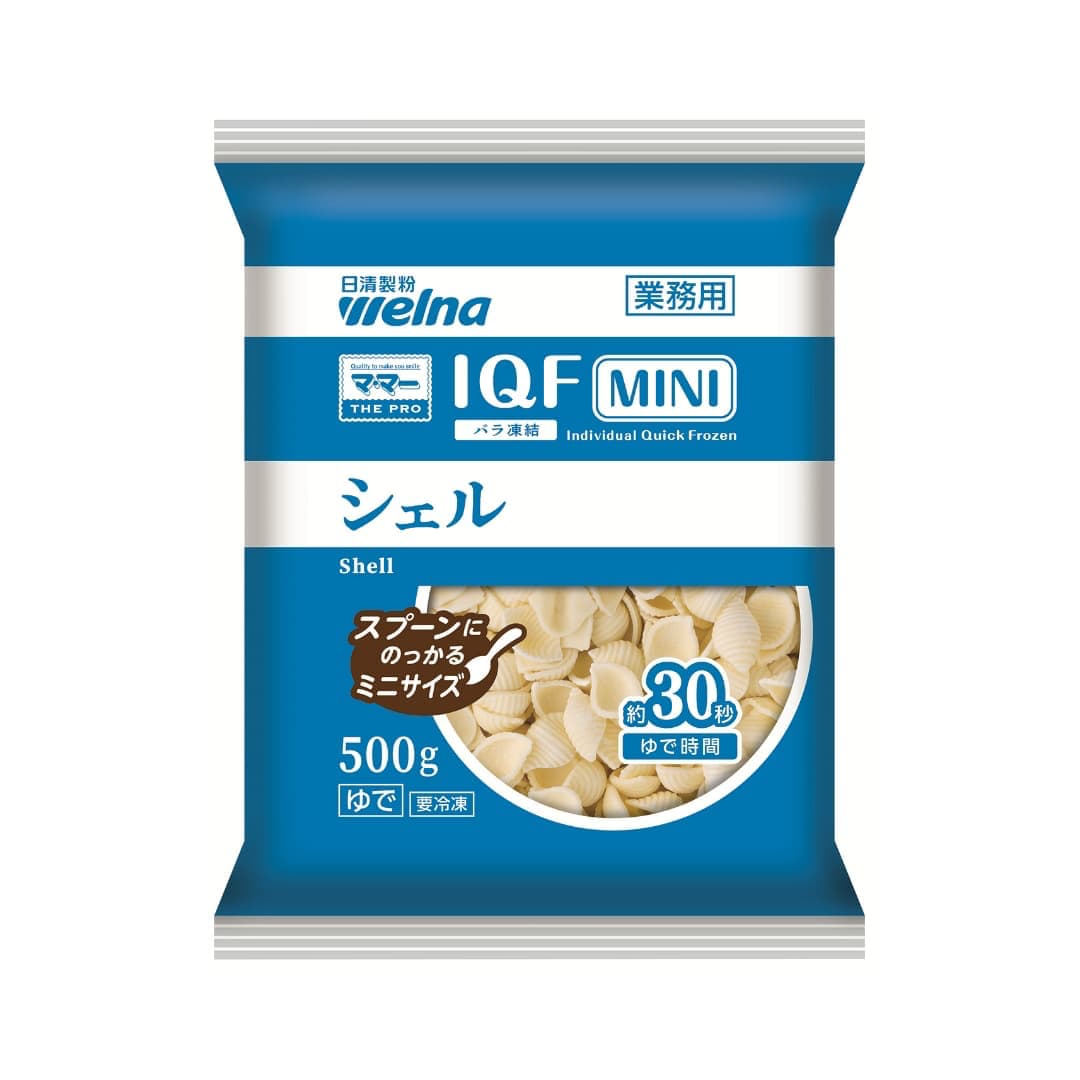 日清製粉
welna
業務用
Quality to make you smile
マ・マー
THE PRO
IQF
MINI
バラ凍結
Individual Quick Frozen
シェル
Shell
スプーンに
のっかる
ミニサイズ
約30秒
ゆで時間
500g
ゆで
要冷凍